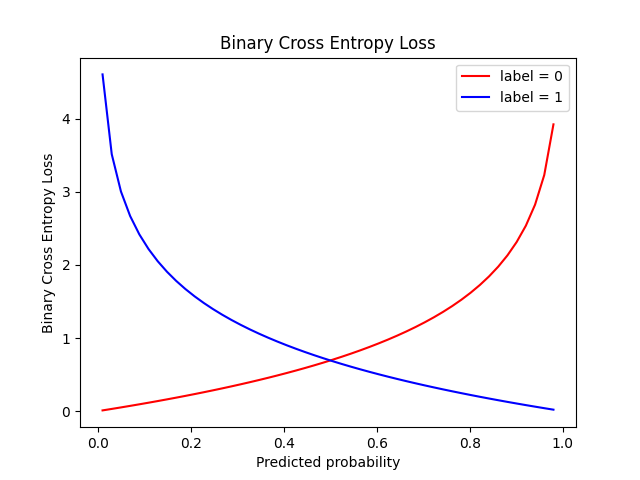 Binary Cross Entropy Loss
label = 0
label = 1
Binary Cross Entropy Loss
4
3
2
1
0
0.0 0.2 0.4 0.6 0.8 1.0
Predicted probability